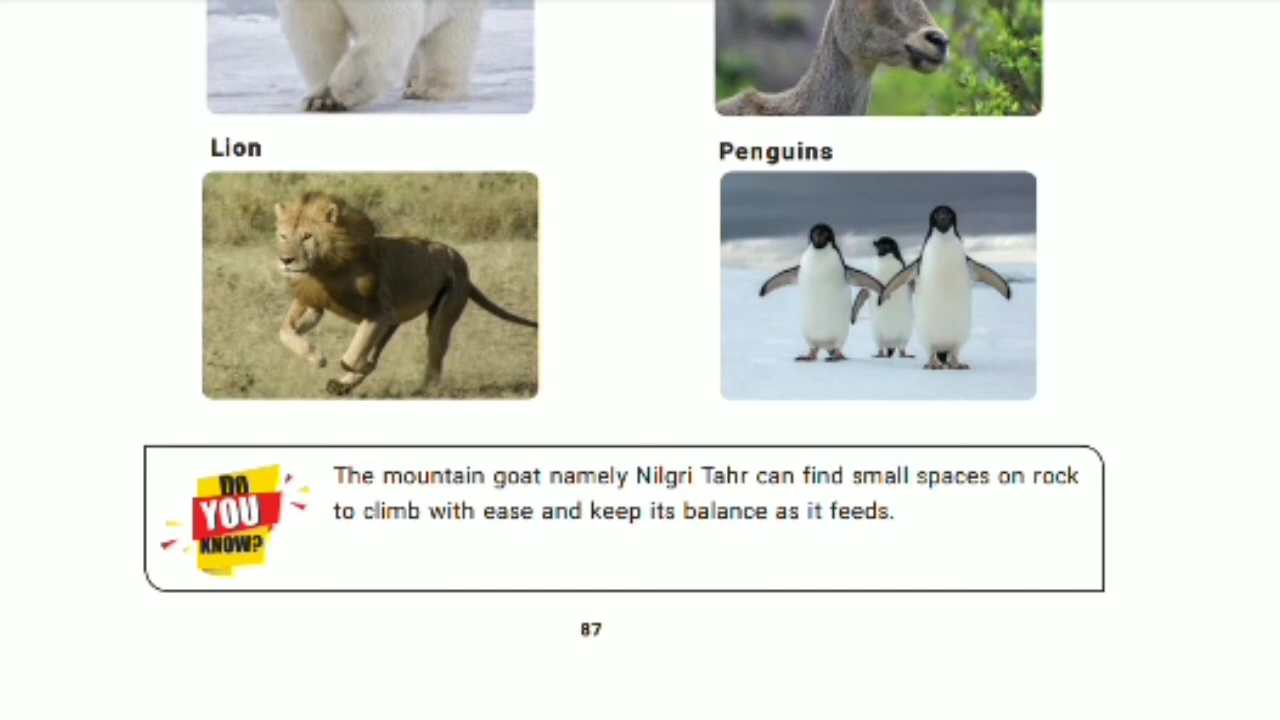 Lion
Penguins
The mountain goat namely Nilgri Tahr can find small spaces on rock
to climb with ease and keep its balance as it feeds.
DO
YOU
KNOW?
87